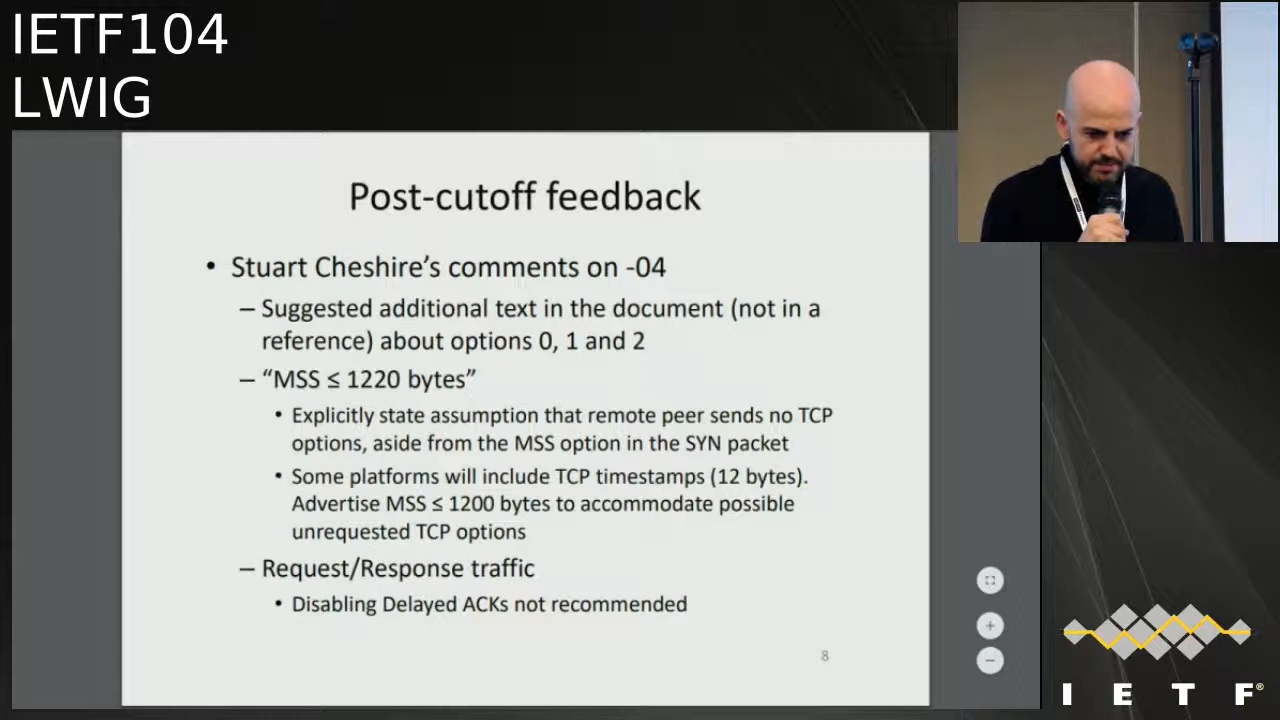 IETF104
LWIG
Post-cutoff feedback
• Stuart Cheshire’s comments on -04
– Suggested additional text in the document (not in a
reference) about options 0, 1 and 2
– “MSS ≤ 1220 bytes”
• Explicitly state assumption that remote peer sends no TCP
options, aside from the MSS option in the SYN packet
• Some platforms will include TCP timestamps (12 bytes).
Advertise MSS ≤ 1200 bytes to accommodate possible
unrequested TCP options
– Request/Response traffic
• Disabling Delayed ACKs not recommended
8
I E T F®